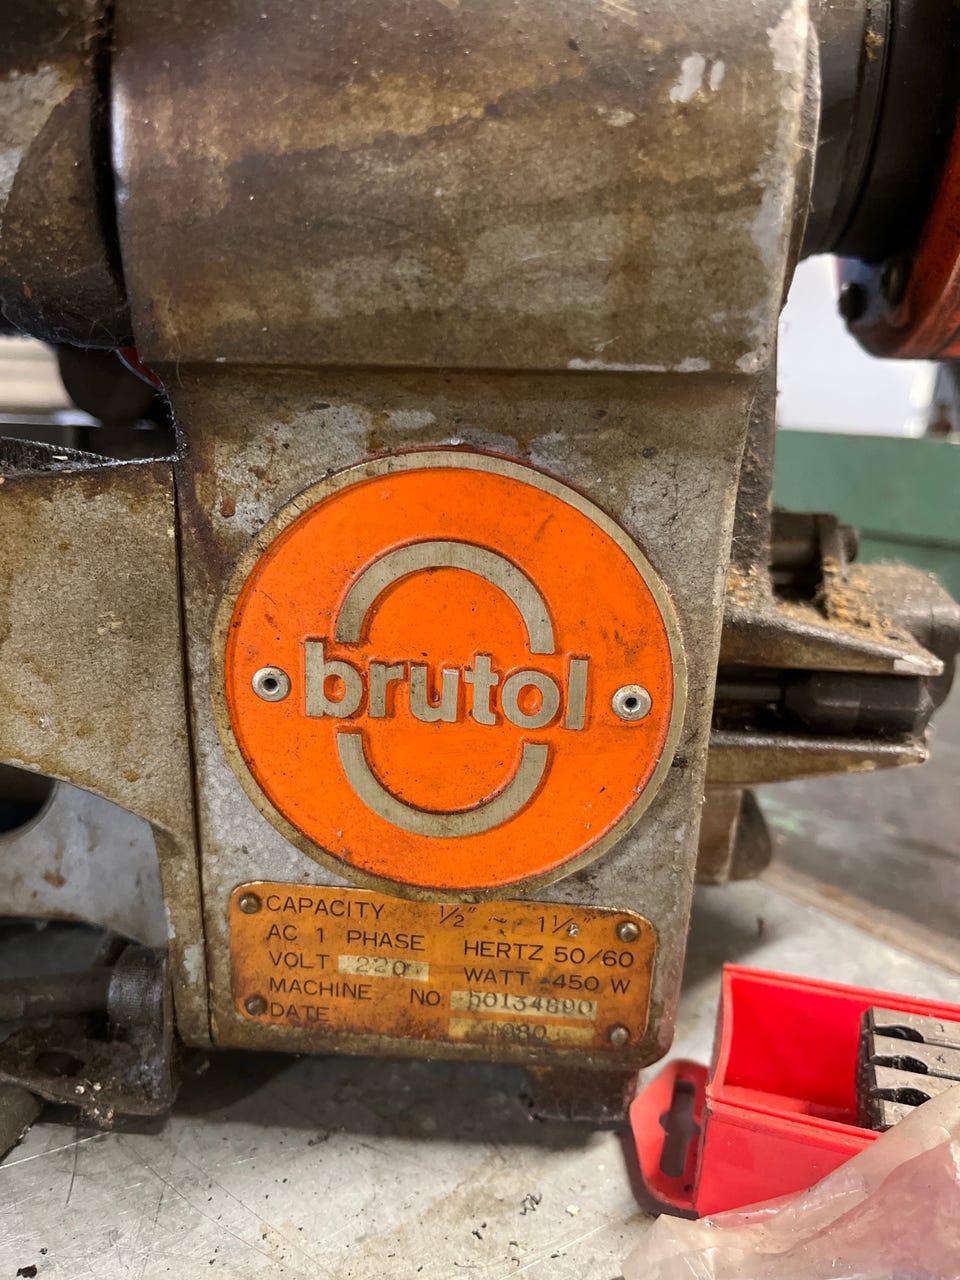 brutol
CAPACITY 1/2" ~ 1 1/2"
AC 1 PHASE HERTZ 50/60
VOLT 220 WATT 450 W
MACHINE NO.
DATE